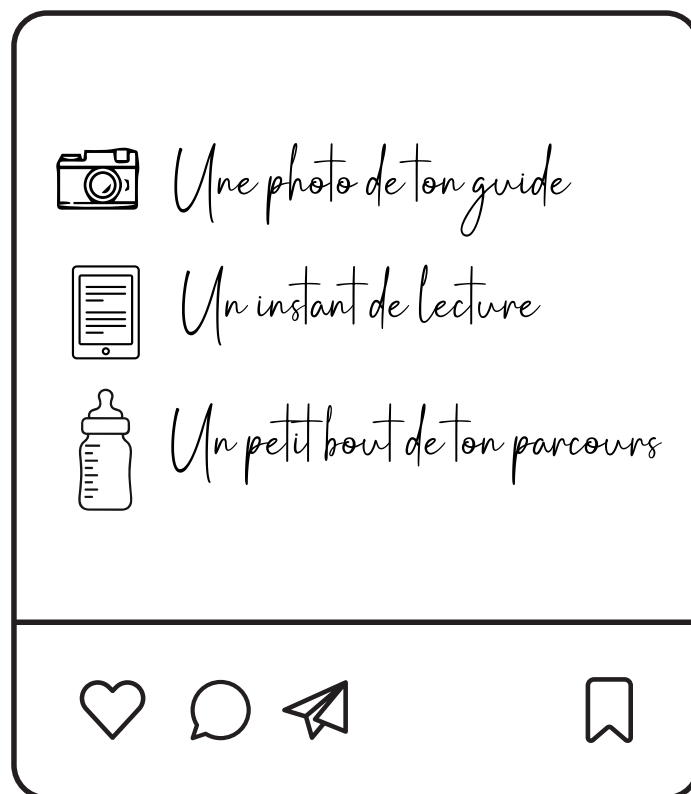 Une photo de ton guide
Un instant de lecture
Un petit bout de ton parcours